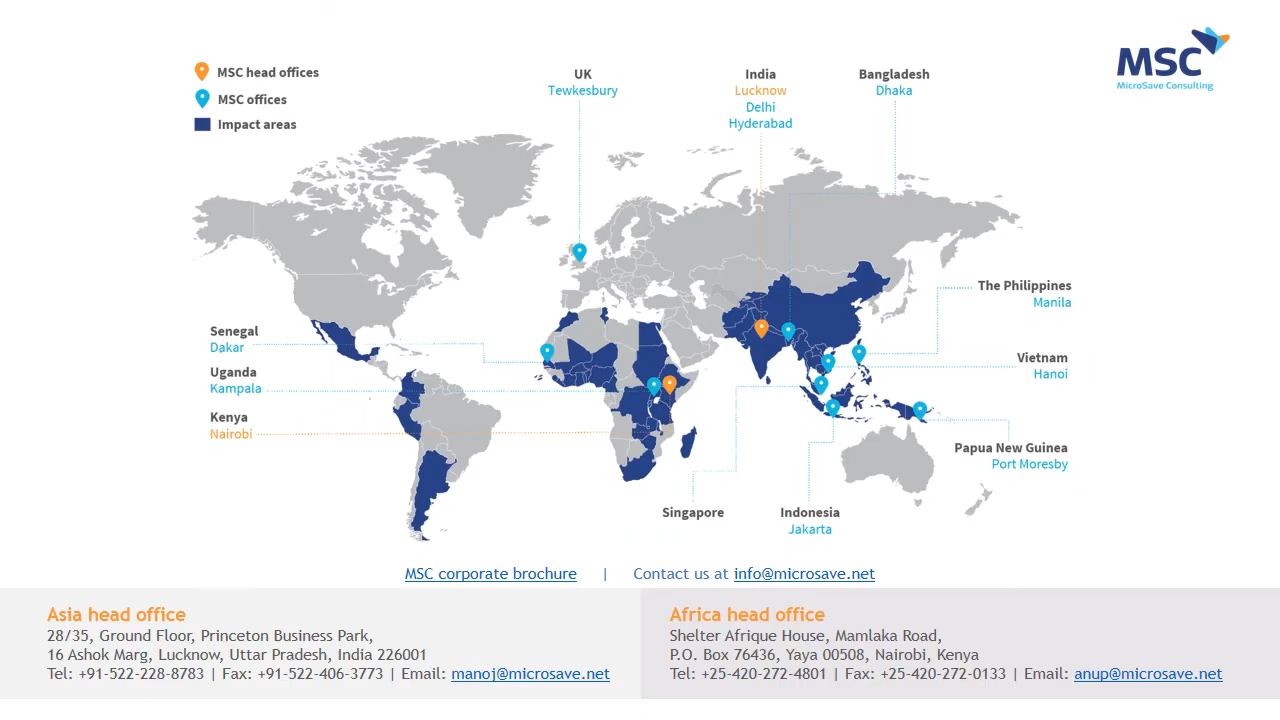 MSC
MicroSave Consulting
MSC head offices
MSC offices
Impact areas
UK
Tewkesbury
India
Lucknow
Delhi
Hyderabad
Bangladesh
Dhaka
The Philippines
Manila
Senegal
Dakar
Uganda
Kampala
Kenya
Nairobi
Vietnam
Hanoi
Papua New Guinea
Port Moresby
Singapore
Indonesia
Jakarta
MSC corporate brochure | Contact us at info@microsave.net
Asia head office
28/35, Ground Floor, Princeton Business Park,
16 Ashok Marg, Lucknow, Uttar Pradesh, India 226001
Tel: +91-522-228-8783 | Fax: +91-522-406-3773 | Email: manoj@microsave.net
Africa head office
Shelter Afrique House, Mamlaka Road,
P.O. Box 76436, Yaya 00508, Nairobi, Kenya
Tel: +25-420-272-4801 | Fax: +25-420-272-0133 | Email: anup@microsave.net